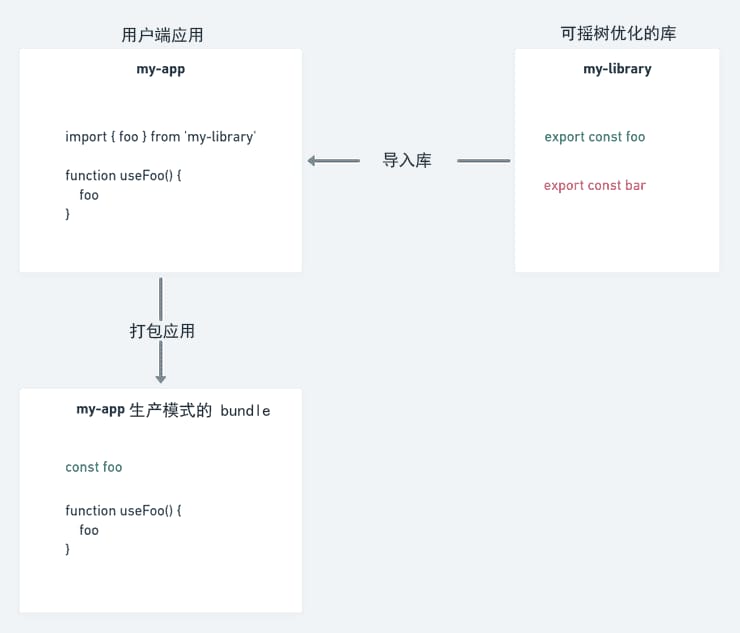 用户端应用
my-app
import { foo } from 'my-library'
function useFoo() {
foo
}
导入库
可摇树优化的库
my-library
export const foo
export const bar
打包应用
my-app 生产模式的 bundle
const foo
function useFoo() {
foo
}